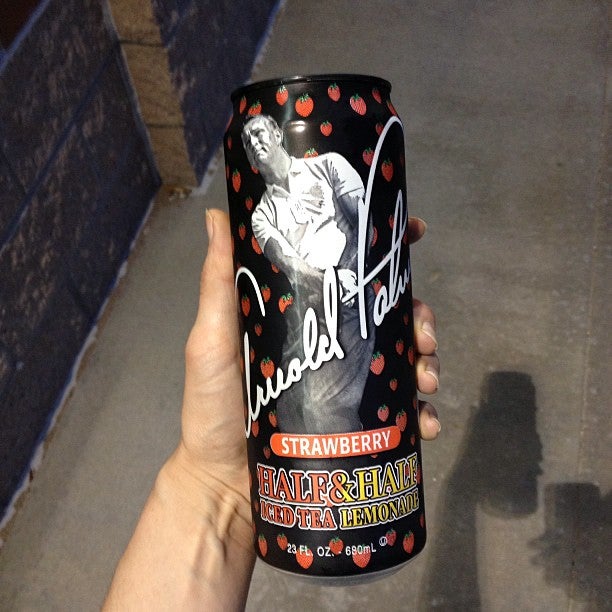 Arnold Palmer
STRAWBERRY
HALF & HALF
ICED TEA LEMONADE
23 FL. OZ. - 680mL U